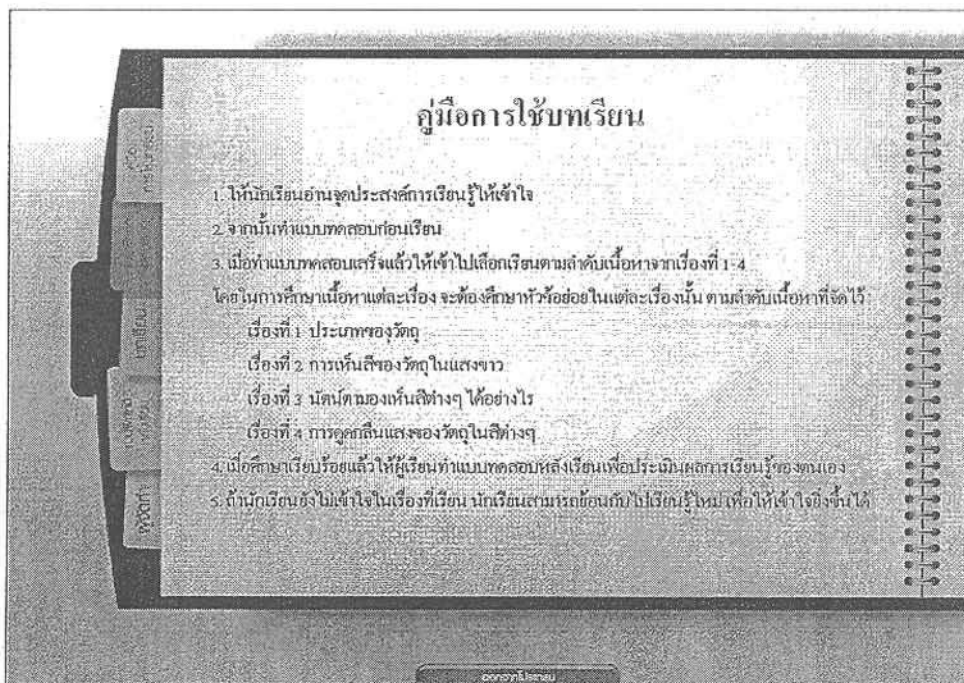 คู่มือการใช้บทเรียน
1. ให้นักเรียนอ่านจุดประสงค์การเรียนรู้ให้เข้าใจ
2. จากนั้นทำแบบทดสอบก่อนเรียน
3. เมื่อทำแบบทดสอบเสร็จแล้วให้เข้าไปเลือกเรียนตามลำดับเนื้อหาจากเรื่องที่ 1-4
โดยในการศึกษาเนื้อหาแต่ละเรื่อง จะต้องศึกษาหัวข้อย่อยในแต่ละเรื่องนั้น ตามลำดับเนื้อหาที่จัดไว้
เรื่องที่ 1 ประเภทของวัตถุ
เรื่องที่ 2 การเห็นสีของวัตถุในแสงขาว
เรื่องที่ 3 นัตน์ตามองเห็นสีต่างๆ ได้อย่างไร
เรื่องที่ 4 การดูดกลืนแสงของวัตถุในสีต่างๆ
4. เมื่อศึกษาเรียบร้อยแล้วให้ผู้เรียนทำแบบทดสอบหลังเรียนเพื่อประเมินผลการเรียนรู้ของตนเอง
5. ถ้านักเรียนยังไม่เข้าใจในเรื่องที่เรียน นักเรียนสามารถย้อนกลับไปเรียนรู้ใหม่ เพื่อให้เข้าใจยิ่งขึ้นได้
ผู้จัดทำ
ออกจากโปรแกรม